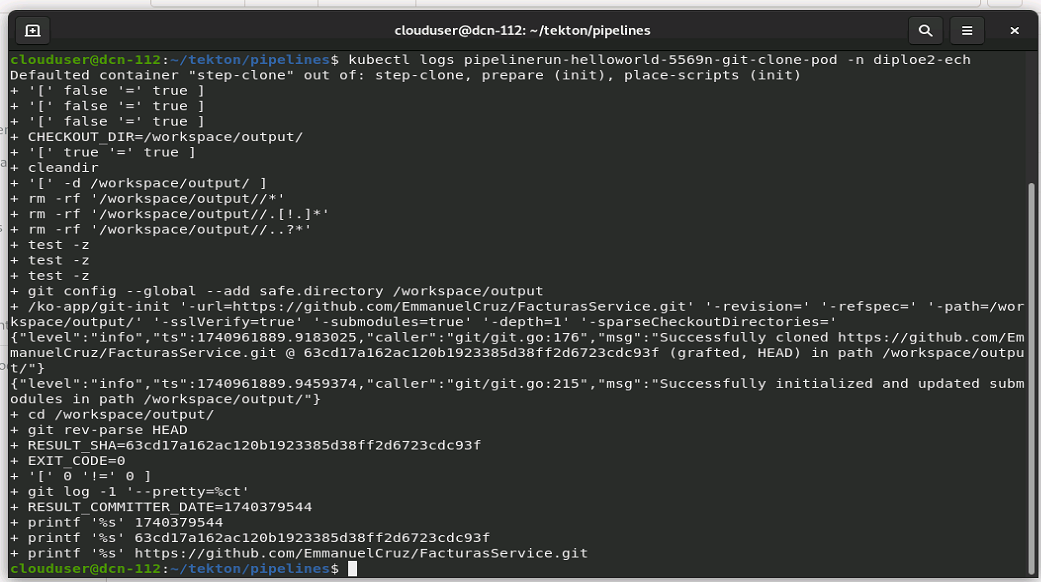 clouduser@dcn-112: ~/tekton/pipelines
clouduser@dcn-112:~/tekton/pipelines$ kubectl logs pipelinerun-helloworld-5569n-git-clone-pod -n diploe2-ech
Defaulted container "step-clone" out of: step-clone, prepare (init), place-scripts (init)
+ '[' false '=' true ]
+ '[' false '=' true ]
+ '[' false '=' true ]
+ CHECKOUT_DIR=/workspace/output/
+ '[' true '=' true ]
+ cleandir
+ '[' -d /workspace/output/ ]
+ rm -rf '/workspace/output//*'
+ rm -rf '/workspace/output//.[!.]*'
+ rm -rf '/workspace/output//..?*'
+ test -z
+ test -z
+ test -z
+ git config --global --add safe.directory /workspace/output
+ /ko-app/git-init '-url=https://github.com/EmmanuelCruz/FacturasService.git' '-revision=' '-refspec=' '-path=/wor
kspace/output/' '-sslVerify=true' '-submodules=true' '-depth=1' '-sparseCheckoutDirectories='
{"level":"info","ts":1740961889.9183025,"caller":"git/git.go:176","msg":"Successfully cloned https://github.com/Em
manuelCruz/FacturasService.git @ 63cd17a162ac120b1923385d38ff2d6723cdc93f (grafted, HEAD) in path /workspace/outpu
t/"}
{"level":"info","ts":1740961889.9459374,"caller":"git/git.go:215","msg":"Successfully initialized and updated subm
odules in path /workspace/output/"}
+ cd /workspace/output/
+ git rev-parse HEAD
+ RESULT_SHA=63cd17a162ac120b1923385d38ff2d6723cdc93f
+ EXIT_CODE=0
+ '[' 0 '!=' 0 ]
+ git log -1 '--pretty=%ct'
+ RESULT_COMMITTER_DATE=1740379544
+ printf '%s' 1740379544
+ printf '%s' 63cd17a162ac120b1923385d38ff2d6723cdc93f
+ printf '%s' https://github.com/EmmanuelCruz/FacturasService.git
clouduser@dcn-112:~/tekton/pipelines$